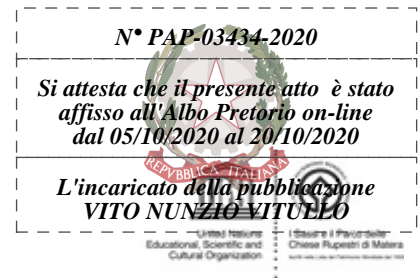 N° PAP-03434-2020
Si attesta che il presente atto è stato
affisso all'Albo Pretorio on-line
dal 05/10/2020 al 20/10/2020
REPVBBLICA ITALIANA
L'incaricato della pubblicazione
VITO NUNZIO VITULLO
United Nations
Educational, Scientific and
Cultural Organization
I Sassi e il Parco delle
Chiese Rupestri di Matera